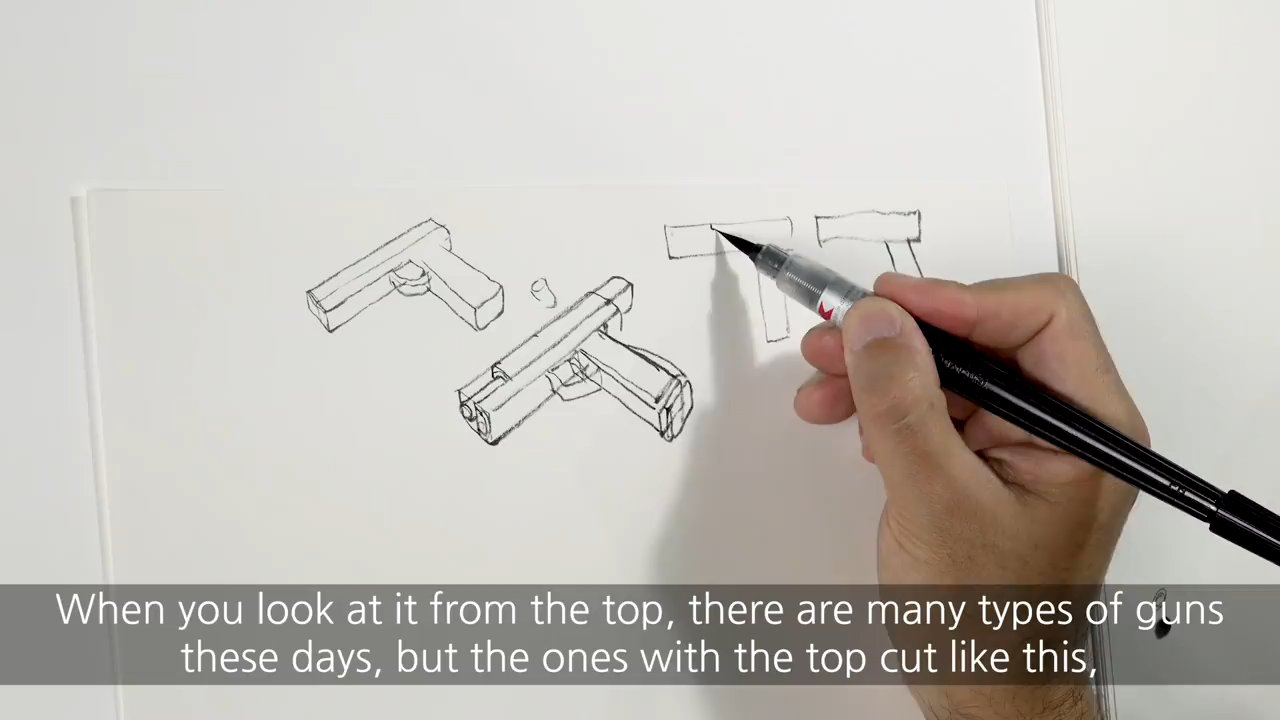 When you look at it from the top, there are many types of guns
these days, but the ones with the top cut like this,